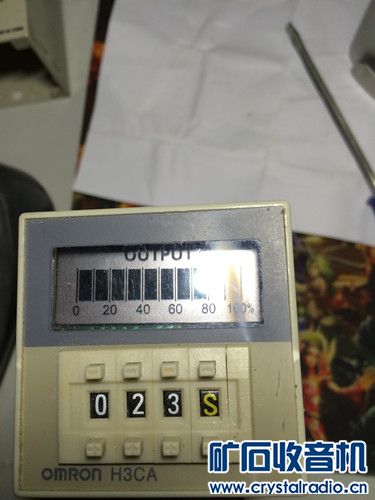 OUTPUT
0 20 40 60 80 100%
0 2 3 S
OMRON H3CA
矿石收音机
www.crystalradio.cn